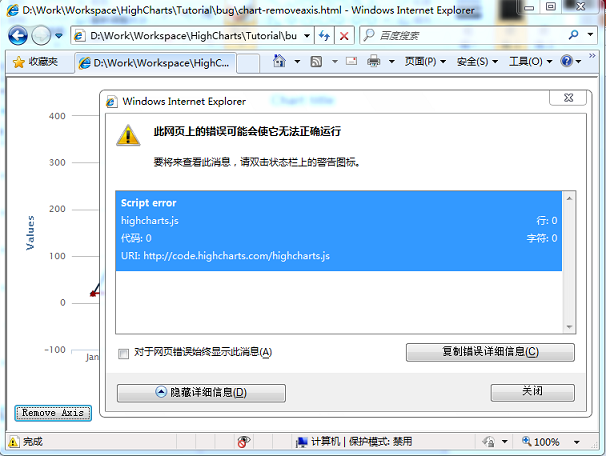 D:\Work\Workspace\HighCharts\Tutorial\bug\chart-removeaxis.html - Windows Internet Explorer
D:\Work\Workspace\HighCharts\Tutorial\bu
百度搜索
收藏夹
D:\Work\Workspace\HighC...
页面(P)
安全(S)
工具(O)
»
Windows Internet Explorer
Chart title
此网页上的错误可能会使它无法正确运行
要将来查看此消息，请双击状态栏上的警告图标。
Script error
highcharts.js 行: 0
代码: 0 字符: 0
URI: http://code.highcharts.com/highcharts.js
对于网页错误始终显示此消息(A)
复制错误详细信息(C)
隐藏详细信息(D)
关闭
400
300
200
100
0
-100
Values
Jan
Remove Axis
完成
计算机 | 保护模式: 禁用
100%